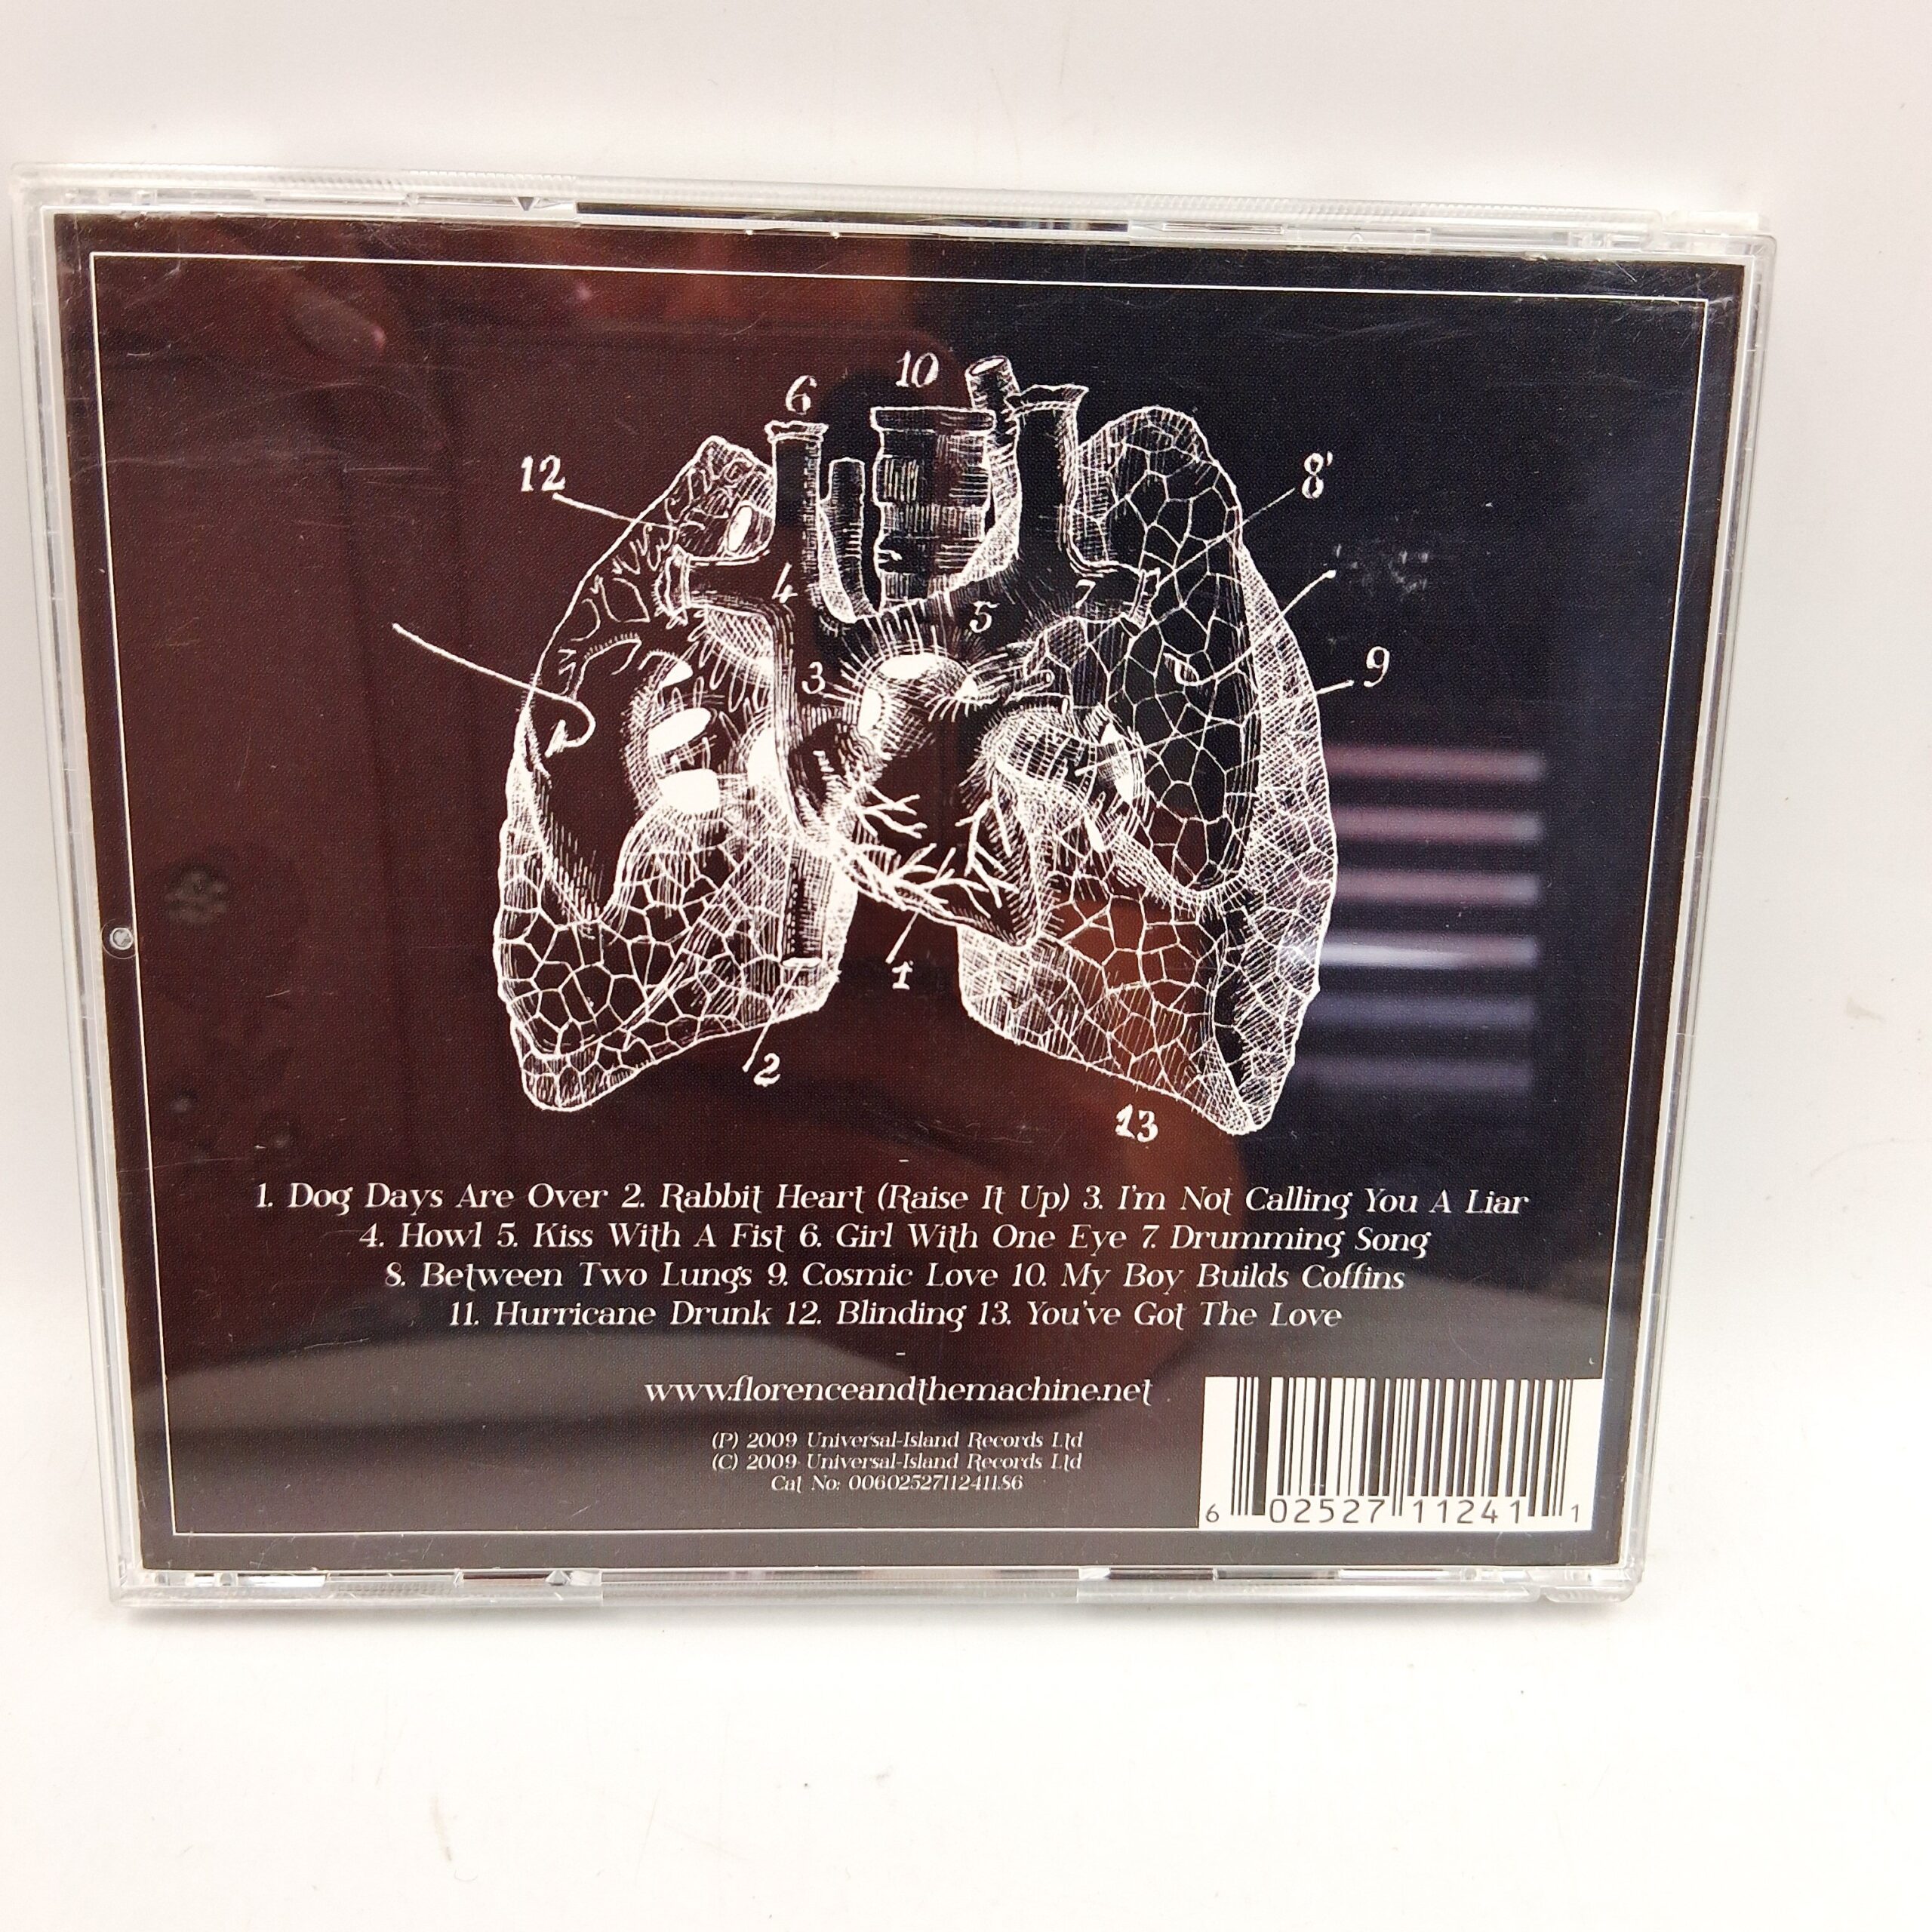 10
6
12
8'
4
5
7
3
9
1
2
13
1. Dog Days Are Over 2. Rabbit Heart (Raise It Up) 3. I'm Not Calling You A Liar
4. Howl 5. Kiss With A Fist 6. Girl With One Eye 7. Drumming Song
8. Between Two Lungs 9. Cosmic Love 10. My Boy Builds Coffins
11. Hurricane Drunk 12. Blinding 13. You've Got The Love
www.florenceandthemachine.net
(P) 2009 Universal-Island Records Ltd
(C) 2009 Universal-Island Records Ltd
Cat No: 00602527112411.86
6 02527 11241 1